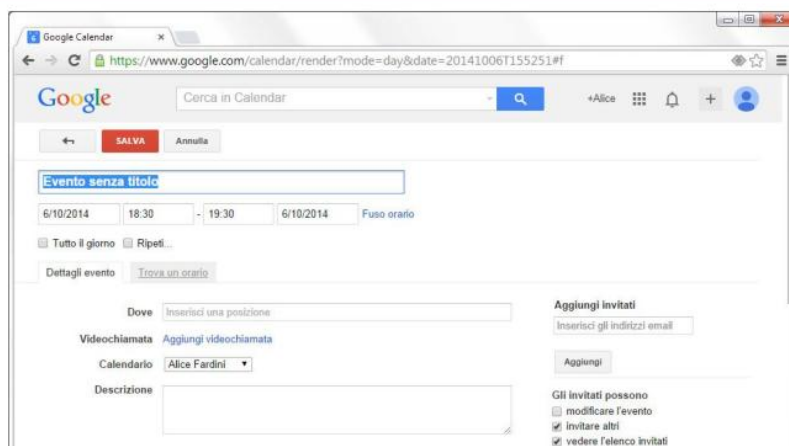 Google Calendar
https://www.google.com/calendar/render?mode=day&date=20141006T155251#f
Google
Cerca in Calendar
+Alice
SALVA
Annulla
Evento senza titolo
6/10/2014 18:30 - 19:30 6/10/2014 Fuso orario
Tutto il giorno Ripeti...
Dettagli evento Trova un orario
Dove Inserisci una posizione
Videochiamata Aggiungi videochiamata
Calendario Alice Fardini
Descrizione
Aggiungi invitati
Inserisci gli indirizzi email
Aggiungi
Gli invitati possono
modificare l'evento
invitare altri
vedere l'elenco invitati